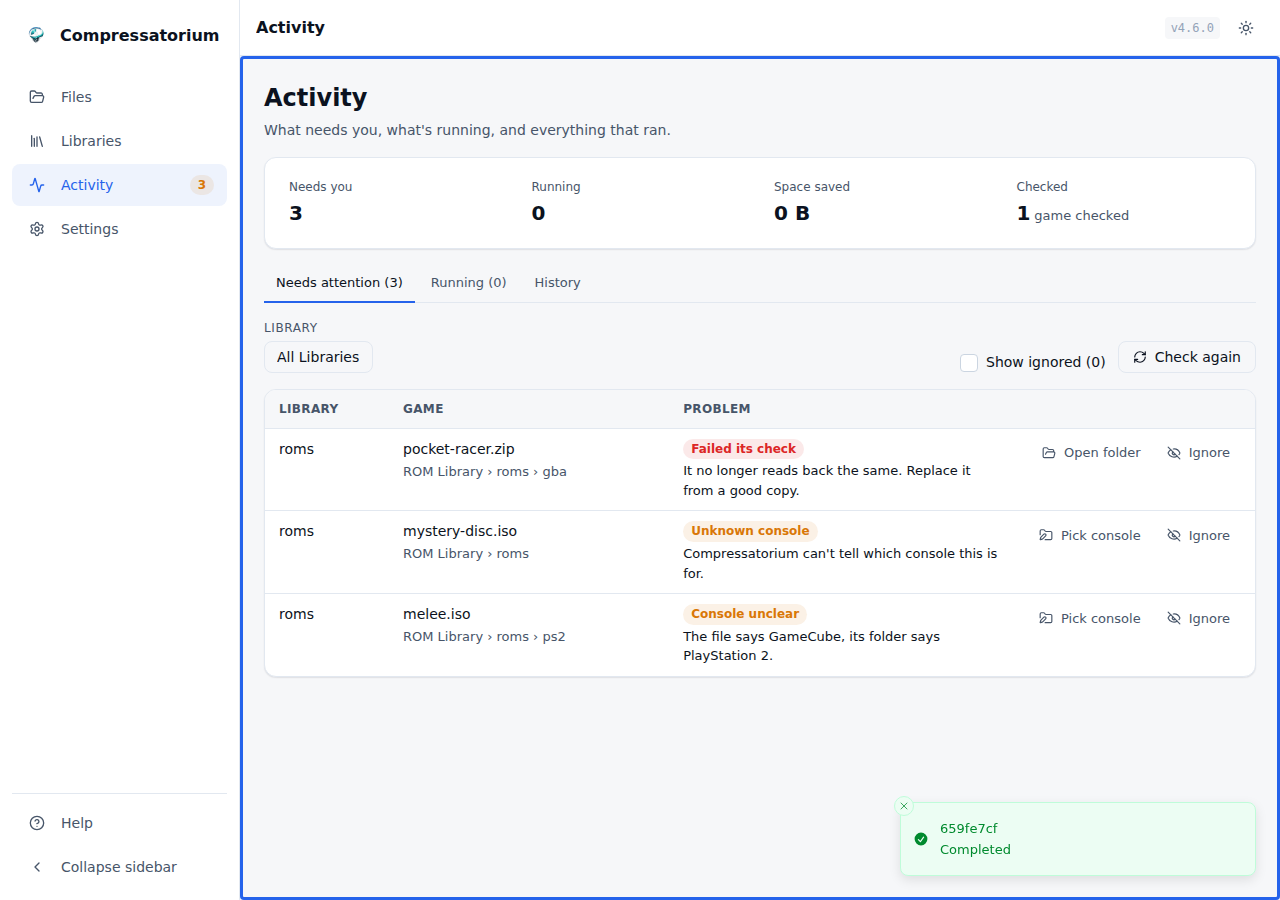 Compressatorium
Activity
v4.6.0
Files
Libraries
Activity
3
Settings
Activity
What needs you, what's running, and everything that ran.
Needs you
3
Running
0
Space saved
0 B
Checked
1 game checked
Needs attention (3)
Running (0)
History
LIBRARY
All Libraries
Show ignored (0)
Check again
LIBRARY
GAME
PROBLEM
roms
pocket-racer.zip
ROM Library › roms › gba
Failed its check
It no longer reads back the same. Replace it
from a good copy.
Open folder
Ignore
roms
mystery-disc.iso
ROM Library › roms
Unknown console
Compressatorium can't tell which console this is
for.
Pick console
Ignore
roms
melee.iso
ROM Library › roms › ps2
Console unclear
The file says GameCube, its folder says
PlayStation 2.
Pick console
Ignore
659fe7cf
Completed
Help
Collapse sidebar